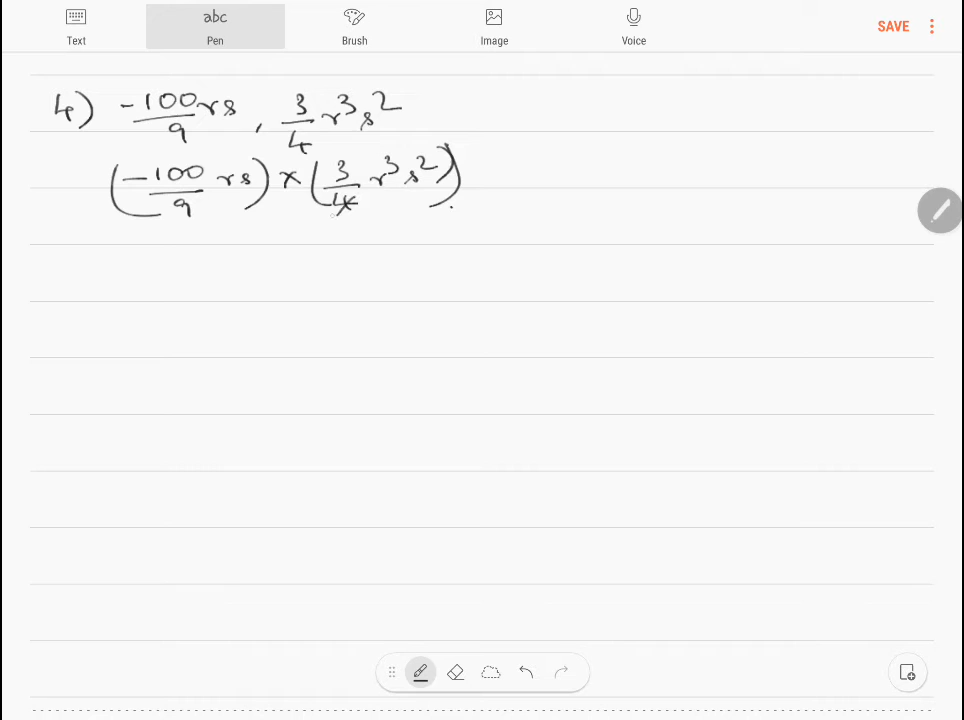 Text abc Pen Brush Image Voice SAVE
4) -100/9 rs , 3/4 r³s²
(-100/9 rs) × (3/4 r³s²)